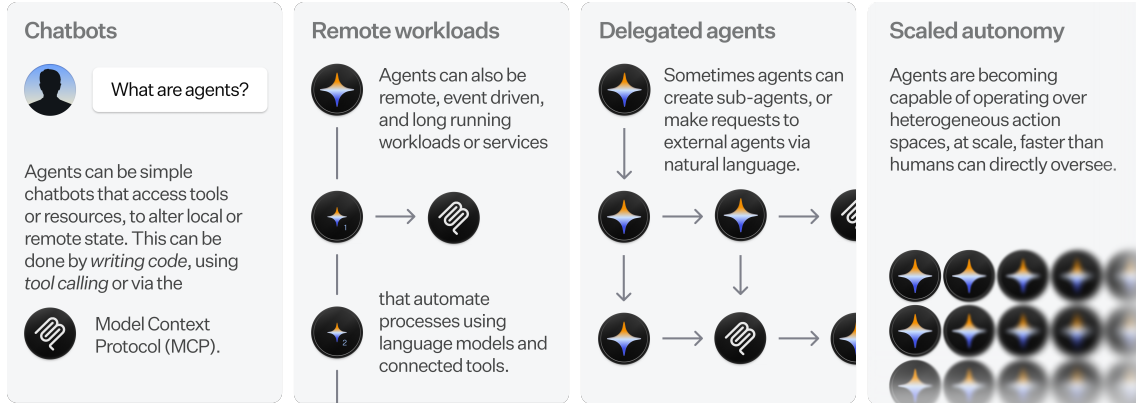 Chatbots
What are agents?
Agents can be simple
chatbots that access tools
or resources, to alter local or
remote state. This can be
done by writing code, using
tool calling or via the
Model Context
Protocol (MCP).
Remote workloads
Agents can also be
remote, event driven,
and long running
workloads or services
1
2
that automate
processes using
language models and
connected tools.
Delegated agents
Sometimes agents can
create sub-agents, or
make requests to
external agents via
natural language.
Scaled autonomy
Agents are becoming
capable of operating over
heterogeneous action
spaces, at scale, faster than
humans can directly oversee.